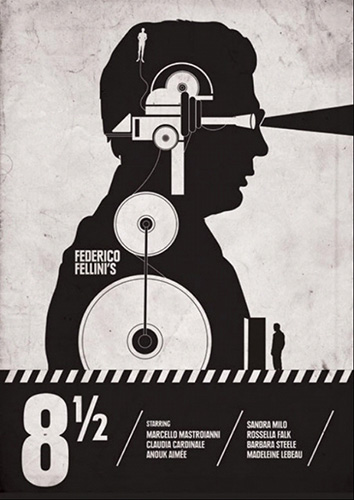 FEDERICO
FELLINI'S
8½
STARRING
MARCELLO MASTROIANNI
CLAUDIA CARDINALE
ANOUK AIMÉE
SANDRA MILO
ROSSELLA FALK
BARBARA STEELE
MADELEINE LEBEAU